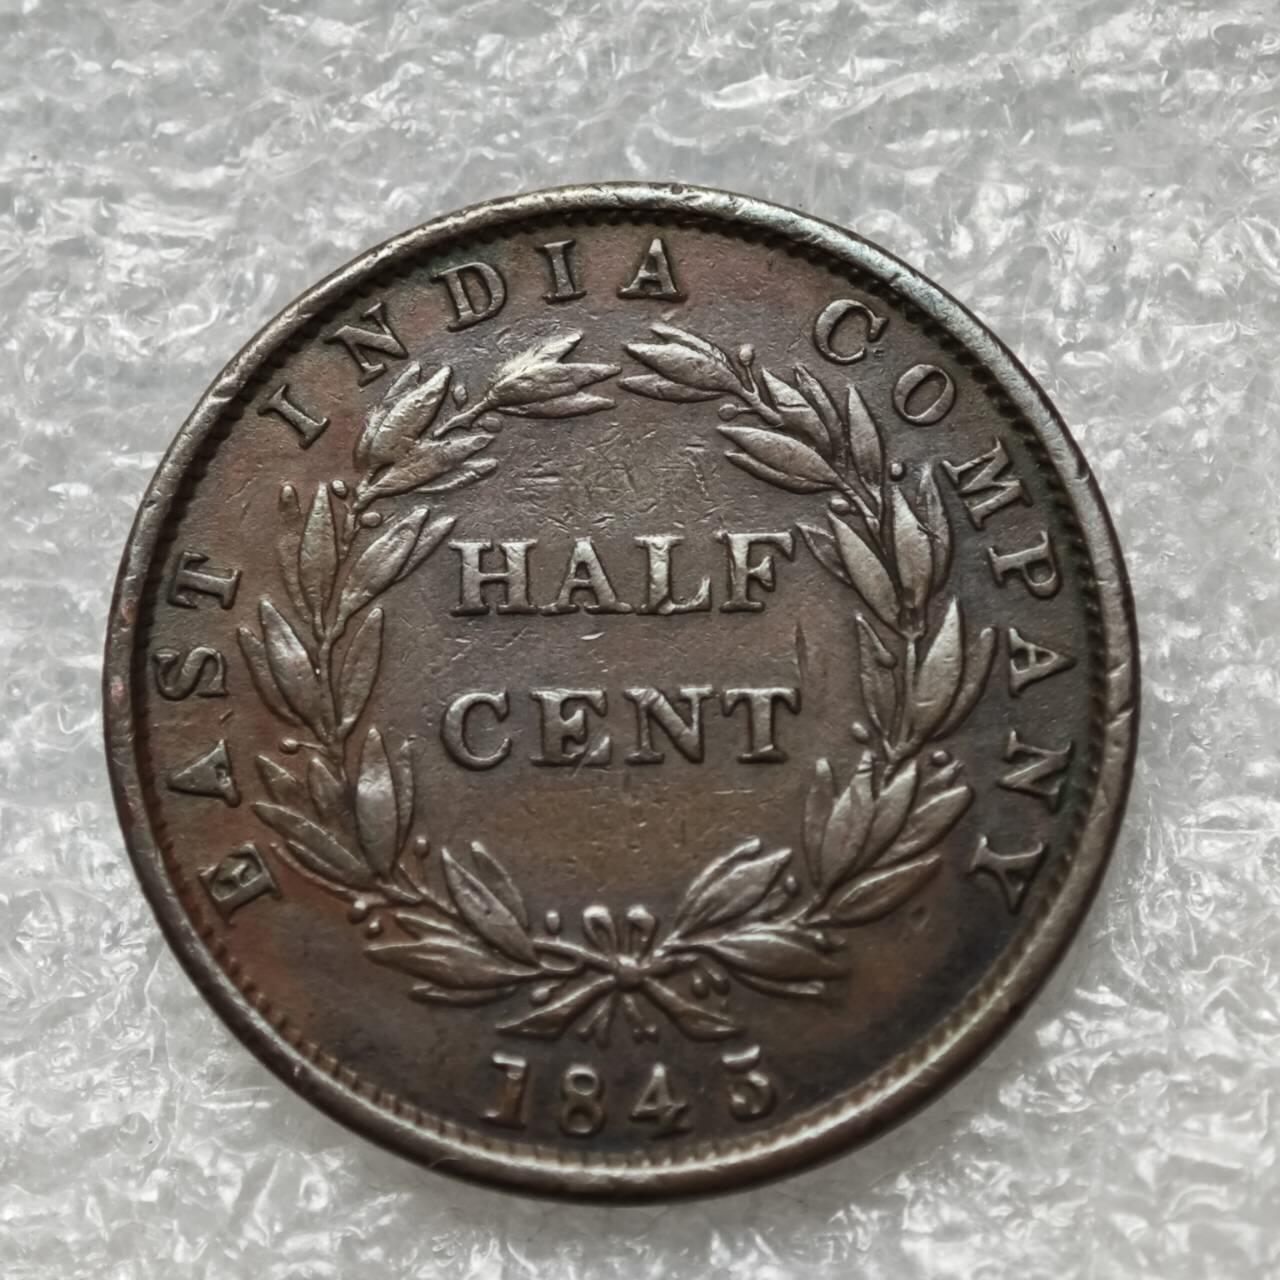 EAST INDIA COMPANY
HALF
CENT
1845